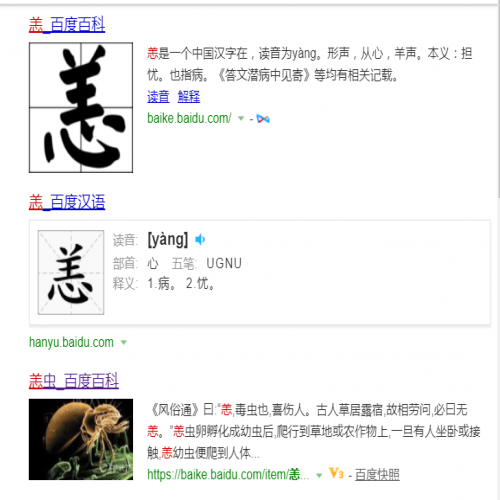 恙_百度百科
恙是一个中国汉字在，读音为yàng。形声，从心，羊声。本义：担
忧。也指病。《答文潜病中见寄》等均有相关记载。
读音 解释
baike.baidu.com/ -
恙
恙_百度汉语
恙
读音: [yàng]
部首: 心 五笔: UGNU
释义: 1.病。 2.忧。
hanyu.baidu.com
恙虫_百度百科
《风俗通》曰:"恙,毒虫也,喜伤人。古人草居露宿,故相劳问,必曰无
恙。"恙虫卵孵化成幼虫后,爬行到草地或农作物上,一旦有人坐卧或接
触,恙幼虫便爬到人体...
https://baike.baidu.com/item/恙... V3 - 百度快照